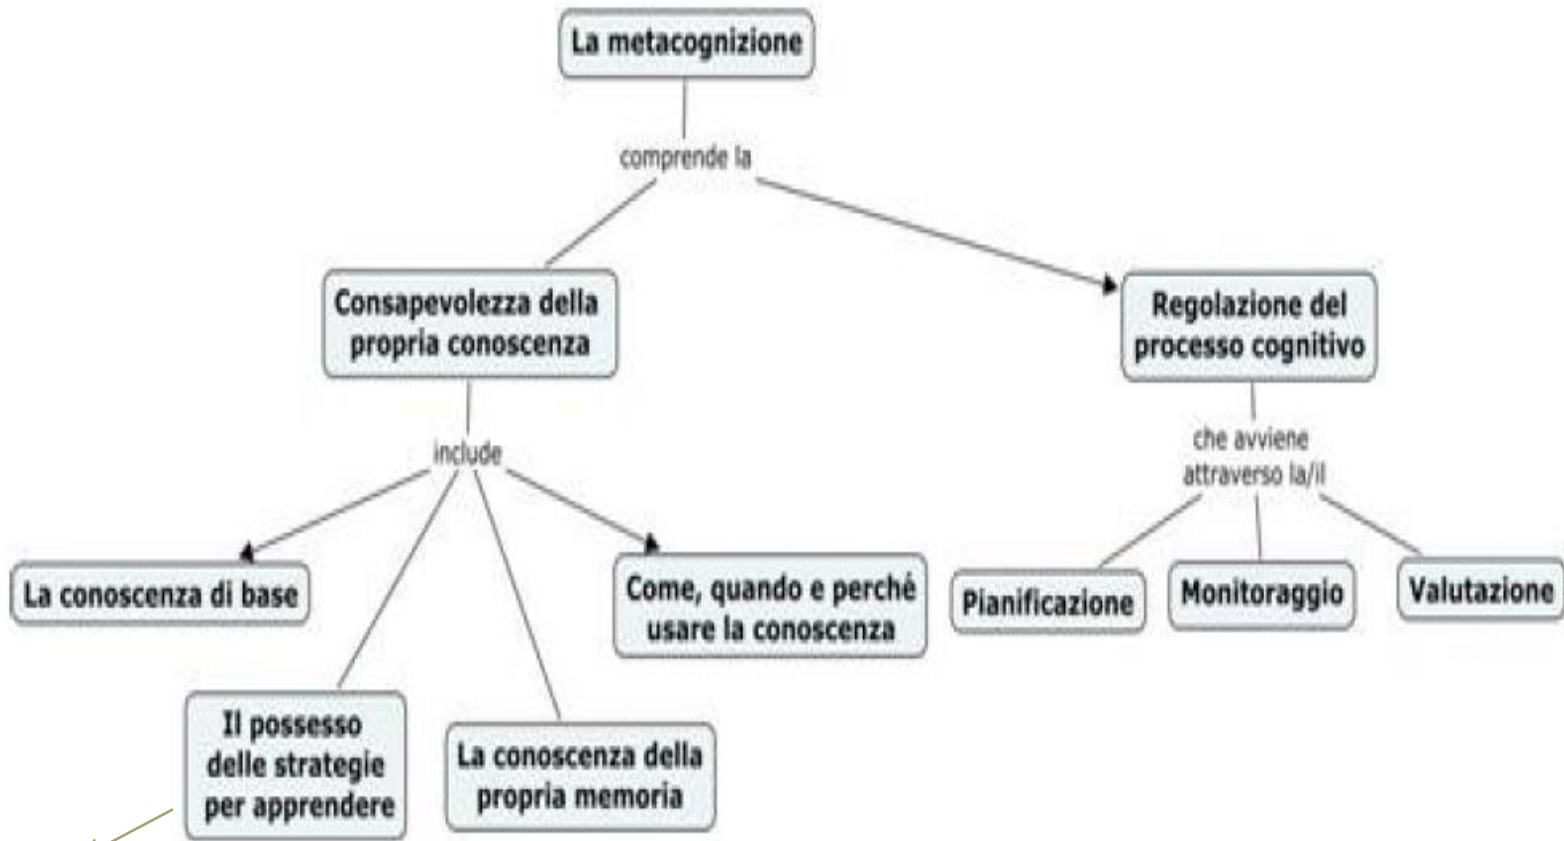 La metacognizione
comprende la
Consapevolezza della
propria conoscenza
Regolazione del
processo cognitivo
include
che avviene
attraverso la/il
La conoscenza di base
Come, quando e perché
usare la conoscenza
Pianificazione
Monitoraggio
Valutazione
Il possesso
delle strategie
per apprendere
La conoscenza della
propria memoria